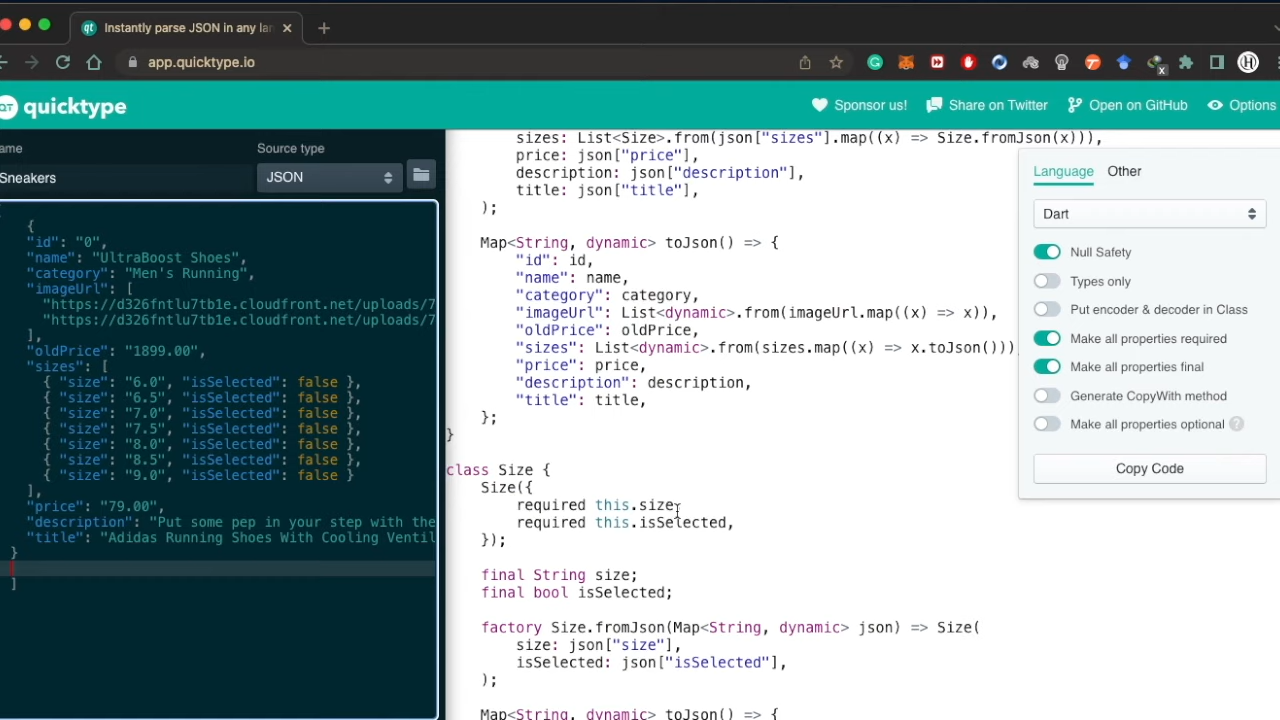 Instantly parse JSON in any lan
app.quicktype.io
quicktype
Sponsor us!
Share on Twitter
Open on GitHub
Options
ame
Source type
Sneakers
JSON
{
"id": "0",
"name": "UltraBoost Shoes",
"category": "Men's Running",
"imageUrl": [
"https://d326fntlu7tb1e.cloudfront.net/uploads/7
"https://d326fntlu7tb1e.cloudfront.net/uploads/7
],
"oldPrice": "1899.00",
"sizes": [
{ "size": "6.0", "isSelected": false },
{ "size": "6.5", "isSelected": false },
{ "size": "7.0", "isSelected": false },
{ "size": "7.5", "isSelected": false },
{ "size": "8.0", "isSelected": false },
{ "size": "8.5", "isSelected": false },
{ "size": "9.0", "isSelected": false }
],
"price": "79.00",
"description": "Put some pep in your step with the
"title": "Adidas Running Shoes With Cooling Ventil
}
]
sizes: List<Size>.from(json["sizes"].map((x) => Size.fromJson(x))),
price: json["price"],
description: json["description"],
title: json["title"],
);
Map<String, dynamic> toJson() => {
"id": id,
"name": name,
"category": category,
"imageUrl": List<dynamic>.from(imageUrl.map((x) => x)),
"oldPrice": oldPrice,
"sizes": List<dynamic>.from(sizes.map((x) => x.toJson())),
"price": price,
"description": description,
"title": title,
};
}
class Size {
Size({
required this.size,
required this.isSelected,
});
final String size;
final bool isSelected;
factory Size.fromJson(Map<String, dynamic> json) => Size(
size: json["size"],
isSelected: json["isSelected"],
);
Map<String, dynamic> toJson() => {
Language
Other
Dart
Null Safety
Types only
Put encoder & decoder in Class
Make all properties required
Make all properties final
Generate CopyWith method
Make all properties optional ?
Copy Code